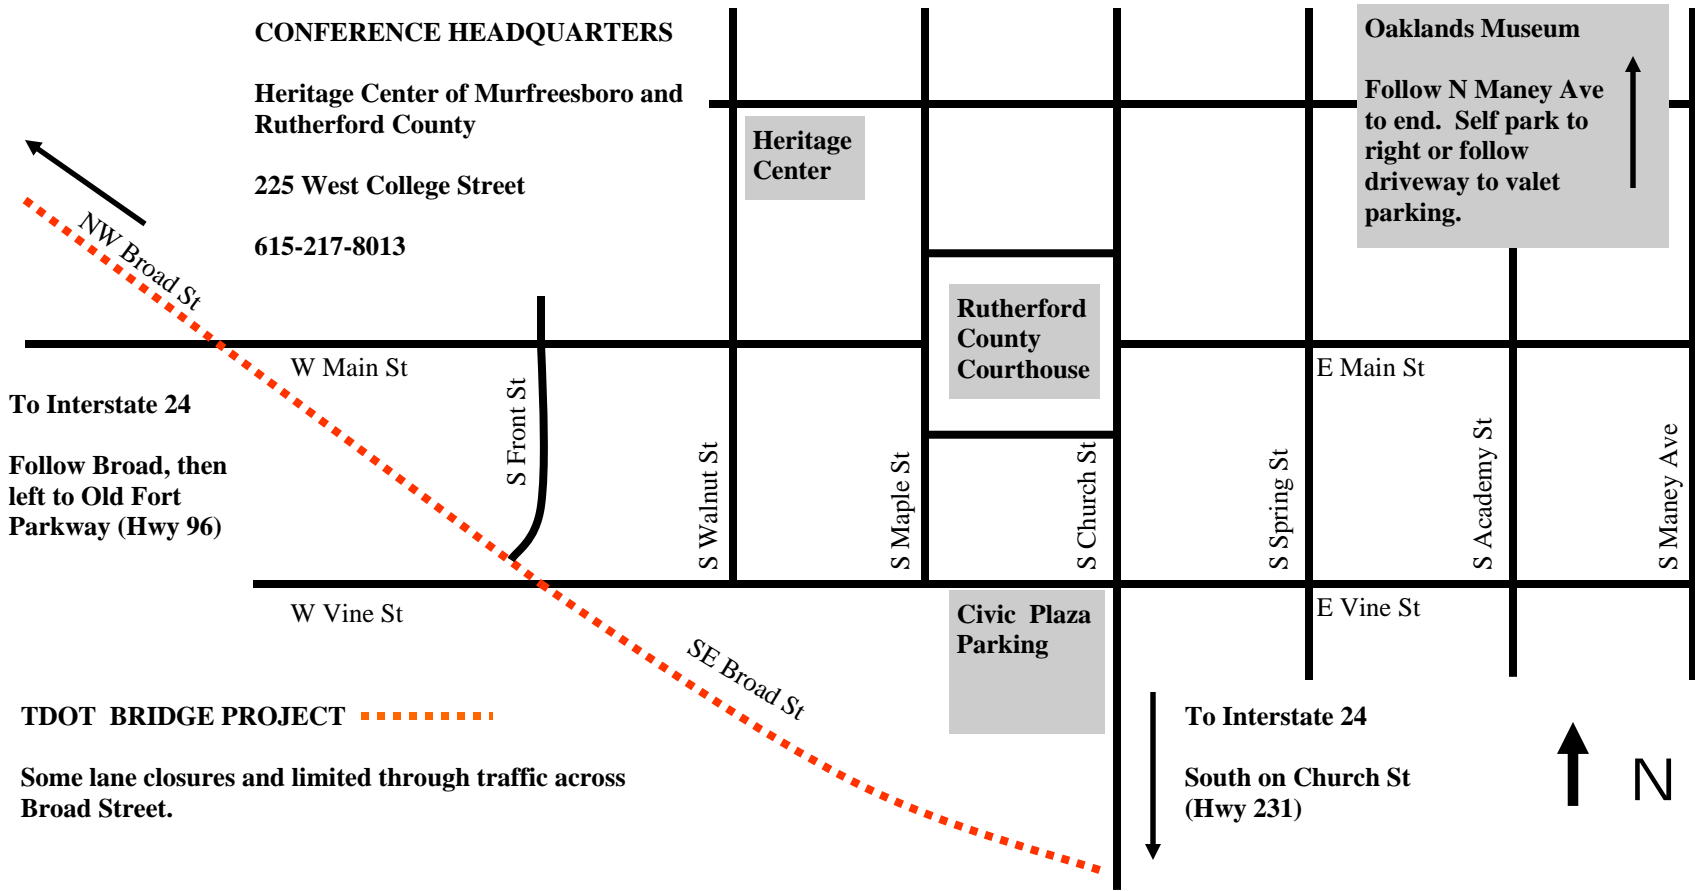 CONFERENCE HEADQUARTERS
Heritage Center of Murfreesboro and
Rutherford County
225 West College Street
615-217-8013
Heritage
Center
Oaklands Museum
Follow N Maney Ave
to end.  Self park to
right or follow
driveway to valet
parking.
NW Broad St
Rutherford
County
Courthouse
W Main St
E Main St
To Interstate 24
Follow Broad, then
left to Old Fort
Parkway (Hwy 96)
S Front St
S Walnut St
S Maple St
S Church St
S Spring St
S Academy St
S Maney Ave
W Vine St
E Vine St
Civic  Plaza
Parking
SE Broad St
TDOT  BRIDGE PROJECT
Some lane closures and limited through traffic across
Broad Street.
To Interstate 24
South on Church St
(Hwy 231)
N